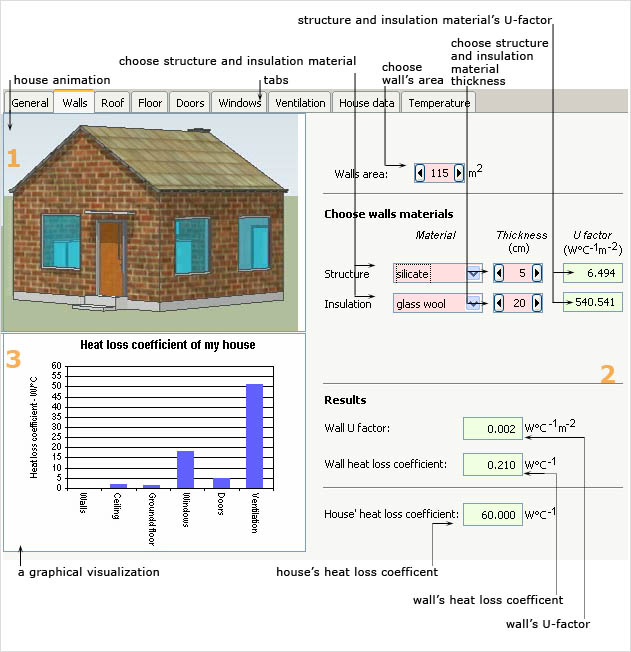 structure and insulation material's U-factor
choose structure and insulation material
choose wall's area
choose structure and insulation material thickness
house animation
tabs
General Walls Roof Floor Doors Windows Ventilation House data Temperature
1
Walls area: 115 m2
Choose walls materials
Material Thickness (cm) U factor (W°C-1m-2)
Structure silicate 5 6.494
Insulation glass wool 20 540.541
3
2
Heat loss coefficient of my house
Heat loss coefficient - W/°C
60
55
50
45
40
35
30
25
20
15
10
5
0
Walls Ceiling Groundd floor Windows Doors Ventilation
Results
Wall U factor: 0.002 W°C-1m-2
Wall heat loss coefficient: 0.210 W°C-1
House' heat loss coefficient: 60.000 W°C-1
a graphical visualization
house's heat loss coefficent
wall's heat loss coefficent
wall's U-factor